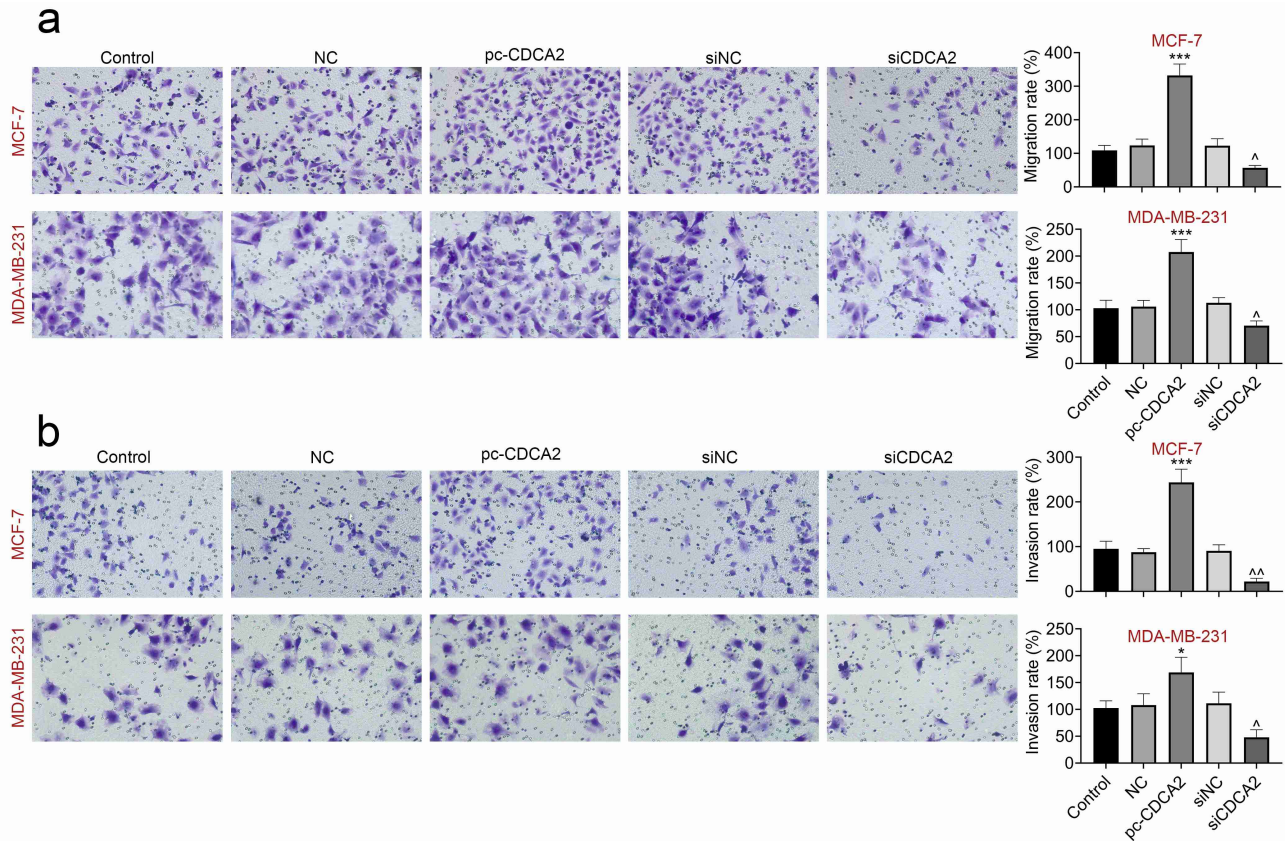 a
Control NC pc-CDCA2 siNC siCDCA2
MCF-7
MDA-MB-231
MCF-7
***
^
Migration rate (%)
400
300
200
100
0
MDA-MB-231
***
^
Migration rate (%)
250
200
150
100
50
0
Control NC pc-CDCA2 siNC siCDCA2
b
Control NC pc-CDCA2 siNC siCDCA2
MCF-7
MDA-MB-231
MCF-7
***
^^
Invasion rate (%)
300
200
100
0
MDA-MB-231
*
^
Invasion rate (%)
250
200
150
100
50
0
Control NC pc-CDCA2 siNC siCDCA2